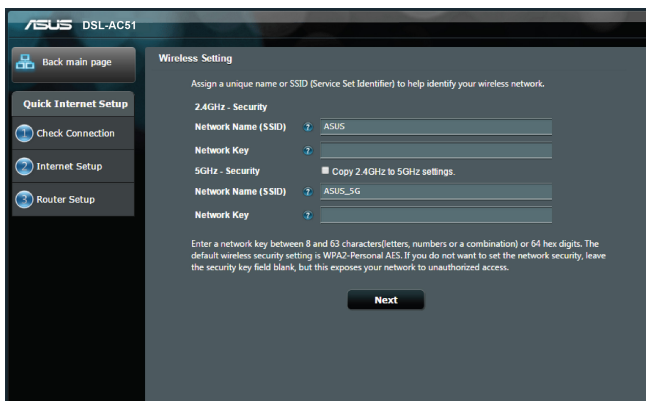 ASUS DSL-AC51
Back main page
Quick Internet Setup
1 Check Connection
2 Internet Setup
3 Router Setup
Wireless Setting
Assign a unique name or SSID (Service Set Identifier) to help identify your wireless network.
2.4GHz - Security
Network Name (SSID) ? ASUS
Network Key ?
5GHz - Security Copy 2.4GHz to 5GHz settings.
Network Name (SSID) ? ASUS_5G
Network Key ?
Enter a network key between 8 and 63 characters(letters, numbers or a combination) or 64 hex digits. The
default wireless security setting is WPA2-Personal AES. If you do not want to set the network security, leave
the security key field blank, but this exposes your network to unauthorized access.
Next